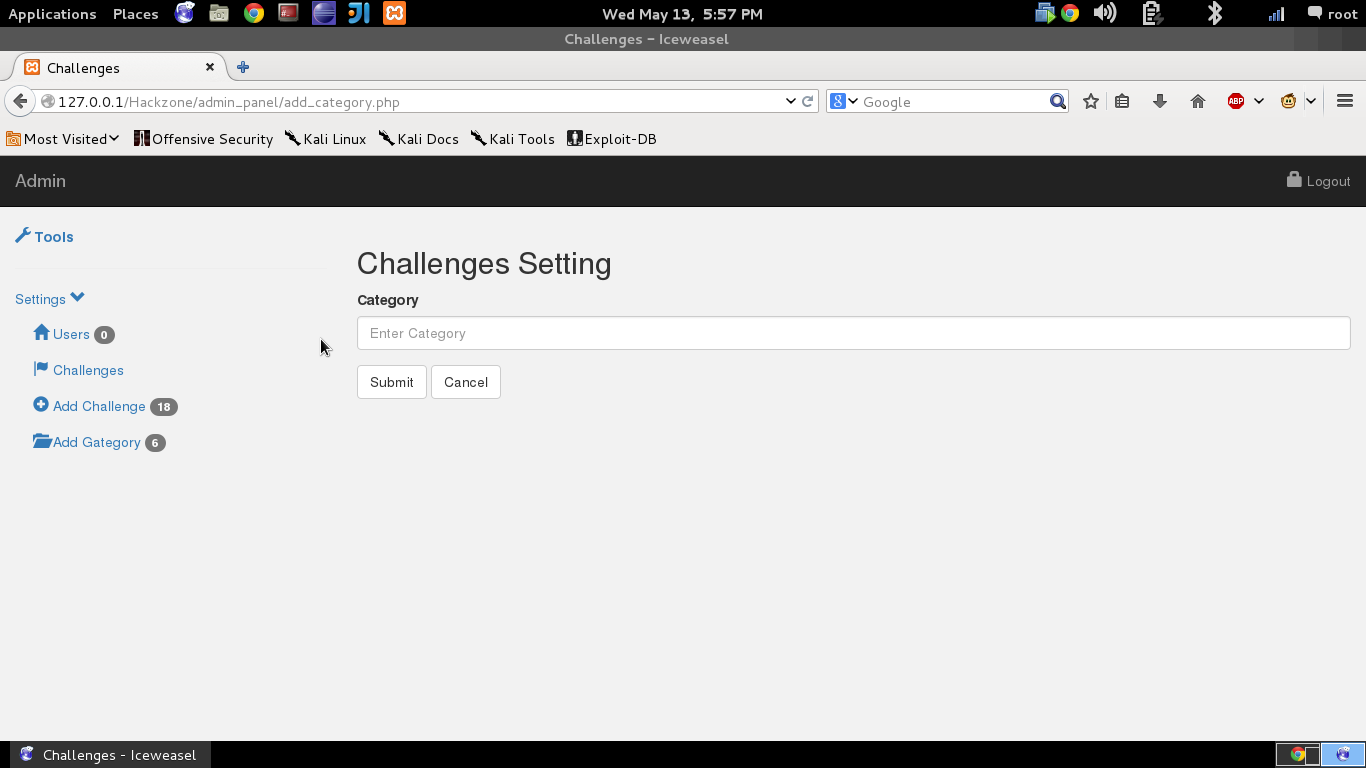 Applications Places Wed May 13, 5:57 PM root
Challenges - Iceweasel
Challenges
127.0.0.1/Hackzone/admin_panel/add_category.php Google ABP
Most Visited Offensive Security Kali Linux Kali Docs Kali Tools Exploit-DB
Admin Logout
Tools
Challenges Setting
Settings
Category
Users 0
Enter Category
Challenges
Submit Cancel
Add Challenge 18
Add Gategory 6
Challenges - Iceweasel